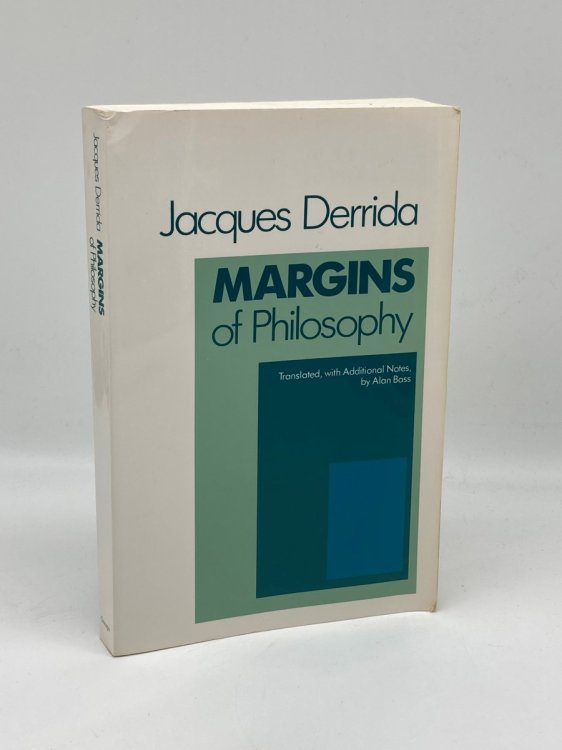 Jacques Derrida
MARGINS
of Philosophy
Translated, with Additional Notes,
by Alan Bass
Jacques Derrida MARGINS
of Philosophy